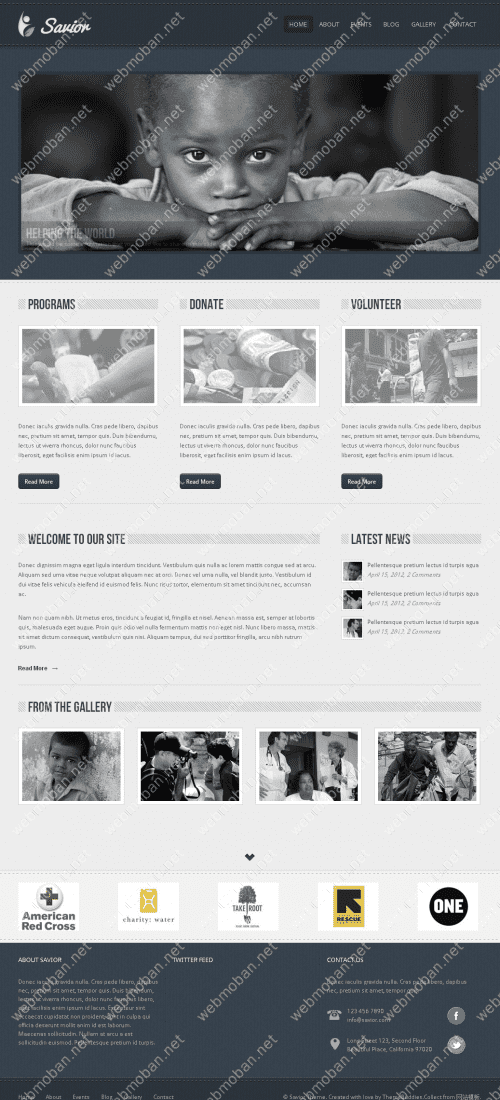 Savior
HOME ABOUT EVENTS BLOG GALLERY CONTACT
HELPING THE WORLD
PROGRAMS
Donec iaculis gravida nulla. Cras pede libero, dapibus
nec, pretium sit amet, tempor quis. Duis bibendumu,
lectus ut viverra rhoncus, dolor nunc faucibus
liberosit, eget facilisis enim ipsum id lacus.
Read More
DONATE
Donec iaculis gravida nulla. Cras pede libero, dapibus
nec, pretium sit amet, tempor quis. Duis bibendumu,
lectus ut viverra rhoncus, dolor nunc faucibus
liberosit, eget facilisis enim ipsum id lacus.
Read More
VOLUNTEER
Donec iaculis gravida nulla. Cras pede libero, dapibus
nec, pretium sit amet, tempor quis. Duis bibendumu,
lectus ut viverra rhoncus, dolor nunc faucibus
liberosit, eget facilisis enim ipsum id lacus.
Read More
WELCOME TO OUR SITE
Donec dignissim magna eget ligula interdum tincidunt. Vestibulum quis nulla ac lorem mattis congue sed at arcu.
Aliquam sed urna vitae neque volutpat aliquam nec at orci. Donec vel urna nulla, vel blandit justo. Vestibulum id
dui vitae felis vehicula eleifend id euismod felis. Nunc risus tortor, elementum sit amet tincidunt nec, accumsan
ac.
Nam non quam nibh. Ut metus eros, tincidunt a feugiat id, fringilla et nisl. Aenean massa est, semper at lobortis
quis, malesuada eget augue. Proin quis odio vel nulla fermentum mattis non eget nisl. Nunc libero massa, mattis
sit amet dictum consequat, vestibulum quis nisi. Aliquam tempus, dui sed porttitor fringilla, arcu nibh rutrum
ipsum.
Read More →
LATEST NEWS
Pellentesque pretium lectus id turpis aque
April 15, 2012, 2 Comments
Pellentesque pretium lectus id turpis aque
April 15, 2012, 2 Comments
Pellentesque pretium lectus id turpis aque
April 15, 2012, 2 Comments
FROM THE GALLERY
American
Red Cross
charity: water
TAKE ROOT
RESCUE
ONE
ABOUT SAVIOR
Donec iaculis gravida nulla. Cras pede libero, dapibus
nec, pretium sit amet, tempor quis. Duis bibendum,
lectus ut viverra rhoncus, dolor nunc faucibus libero,
eget facilisis enim ipsum id lacus. Excepteur sint
occaecat cupidatat non proident, sunt in culpa qui
officia deserunt mollit anim id est laborum.
Maecenas sollicitudin. Nullam at arcu a est
sollicitudin euismod. Pellentesque pretium id turpis.
TWITTER FEED
CONTACT US
Donec iaculis gravida nulla. Cras pede libero, dapibus
nec, pretium sit amet, tempor quis.
123 456 7890
info@savior.com
Long Street 123, Second Floor
Beautiful Place, California 97020
Home About Events Blog Gallery Contact
© Savior Theme. Created with love by Collect from 网站模板
webmoban.net